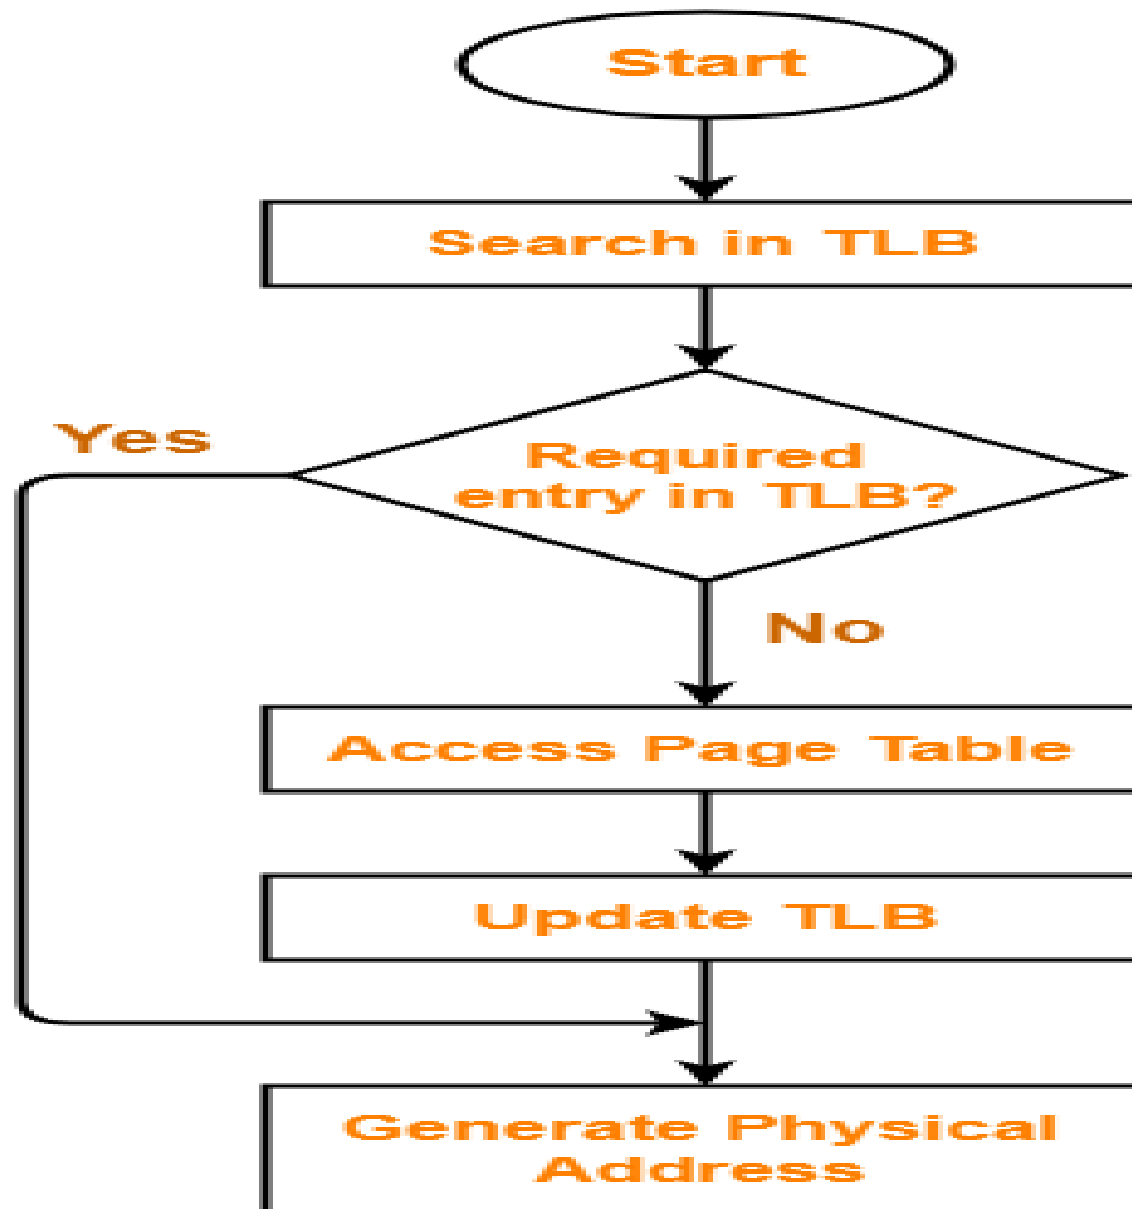 Start
Search in TLB
Yes
Required
entry in TLB?
No
Access Page Table
Update TLB
Generate Physical
Address